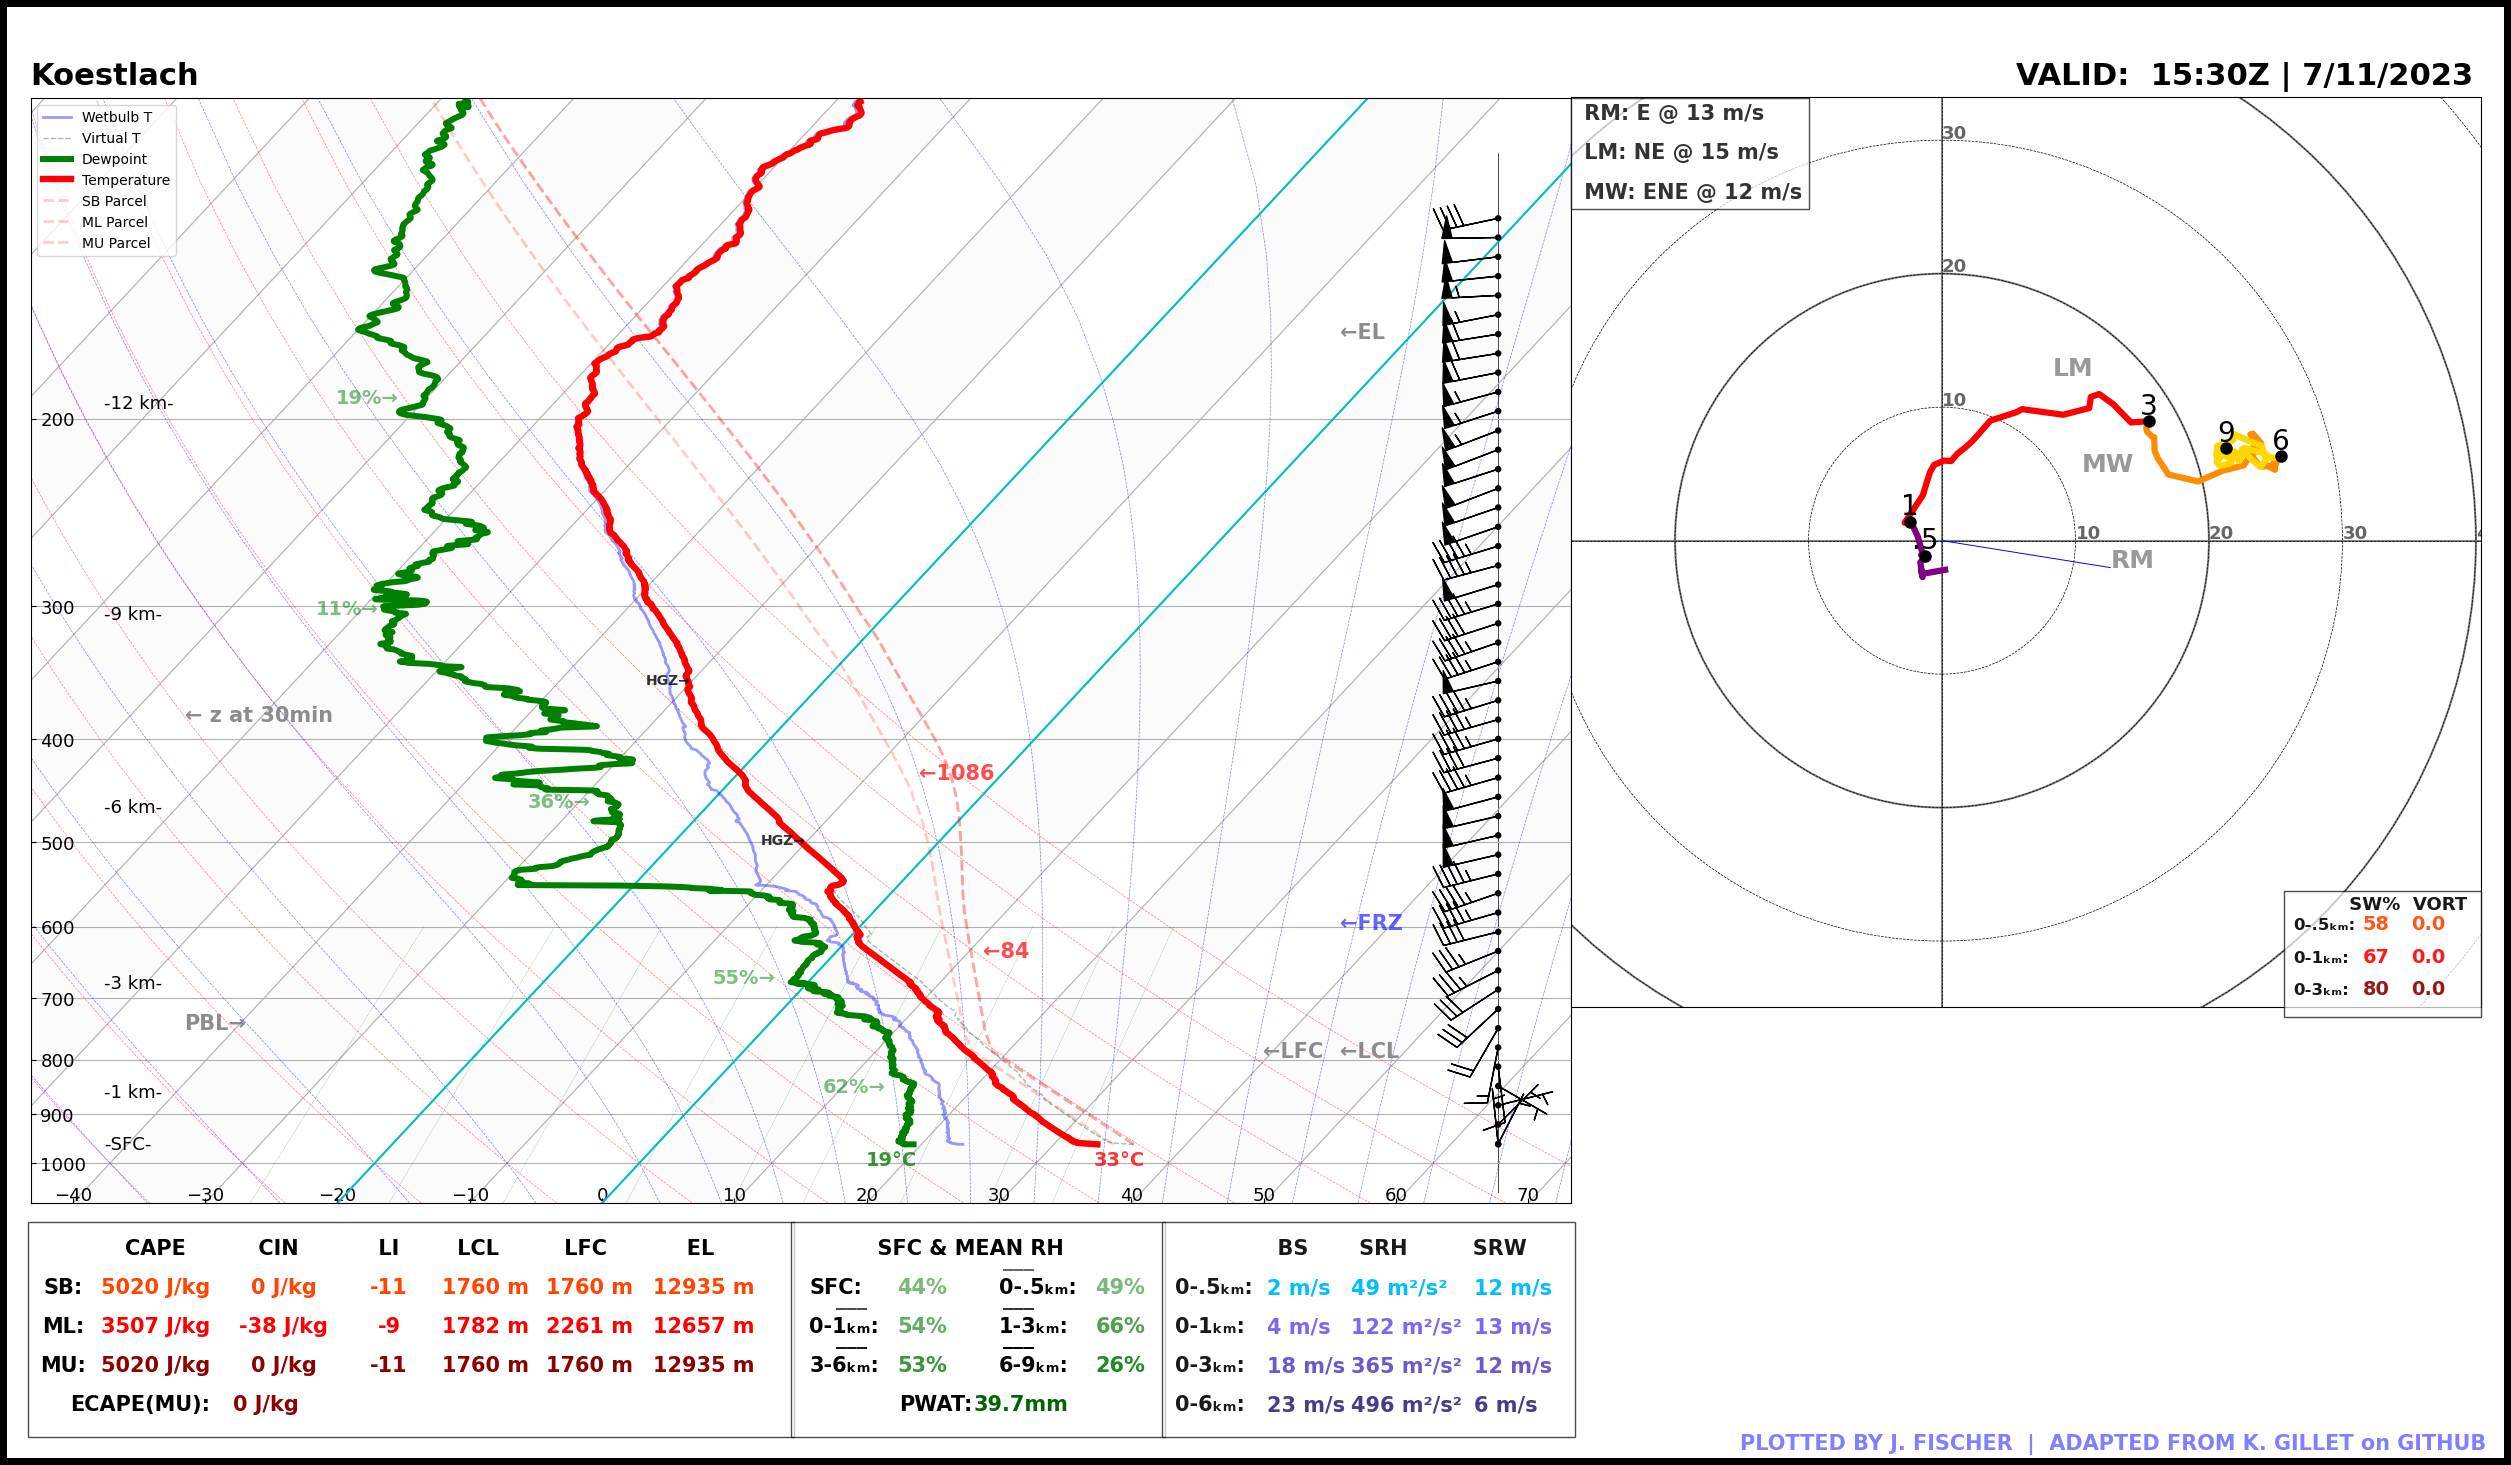 Koestlach
VALID:  15:30Z | 7/11/2023
Wetbulb T
Virtual T
Dewpoint
Temperature
SB Parcel
ML Parcel
MU Parcel
RM: E @ 13 m/s
LM: NE @ 15 m/s
MW: ENE @ 12 m/s
30
20
10
10
20
30
LM
MW
RM
.5
1
3
6
9
←EL
19%→
-12 km-
200
11%→
-9 km-
300
HGZ→
← z at 30min
400
←1086
36%→
-6 km-
HGZ→
500
←FRZ
600
←84
55%→
-3 km-
700
PBL→
←LFC
←LCL
800
62%→
-1 km-
900
-SFC-
19°C
33°C
1000
−40 −30 −20 −10 0 10 20 30 40 50 60 70
SW% VORT
0-.5ₖₘ: 58 0.0
0-1ₖₘ: 67 0.0
0-3ₖₘ: 80 0.0
CAPE CIN LI LCL LFC EL
SB: 5020 J/kg 0 J/kg -11 1760 m 1760 m 12935 m
ML: 3507 J/kg -38 J/kg -9 1782 m 2261 m 12657 m
MU: 5020 J/kg 0 J/kg -11 1760 m 1760 m 12935 m
ECAPE(MU): 0 J/kg
SFC & MEAN RH
SFC: 44% 0-.5ₖₘ: 49%
0-1ₖₘ: 54% 1-3ₖₘ: 66%
3-6ₖₘ: 53% 6-9ₖₘ: 26%
PWAT: 39.7mm
BS SRH SRW
0-.5ₖₘ: 2 m/s 49 m²/s² 12 m/s
0-1ₖₘ: 4 m/s 122 m²/s² 13 m/s
0-3ₖₘ: 18 m/s 365 m²/s² 12 m/s
0-6ₖₘ: 23 m/s 496 m²/s² 6 m/s
PLOTTED BY J. FISCHER  |  ADAPTED FROM K. GILLET on GITHUB